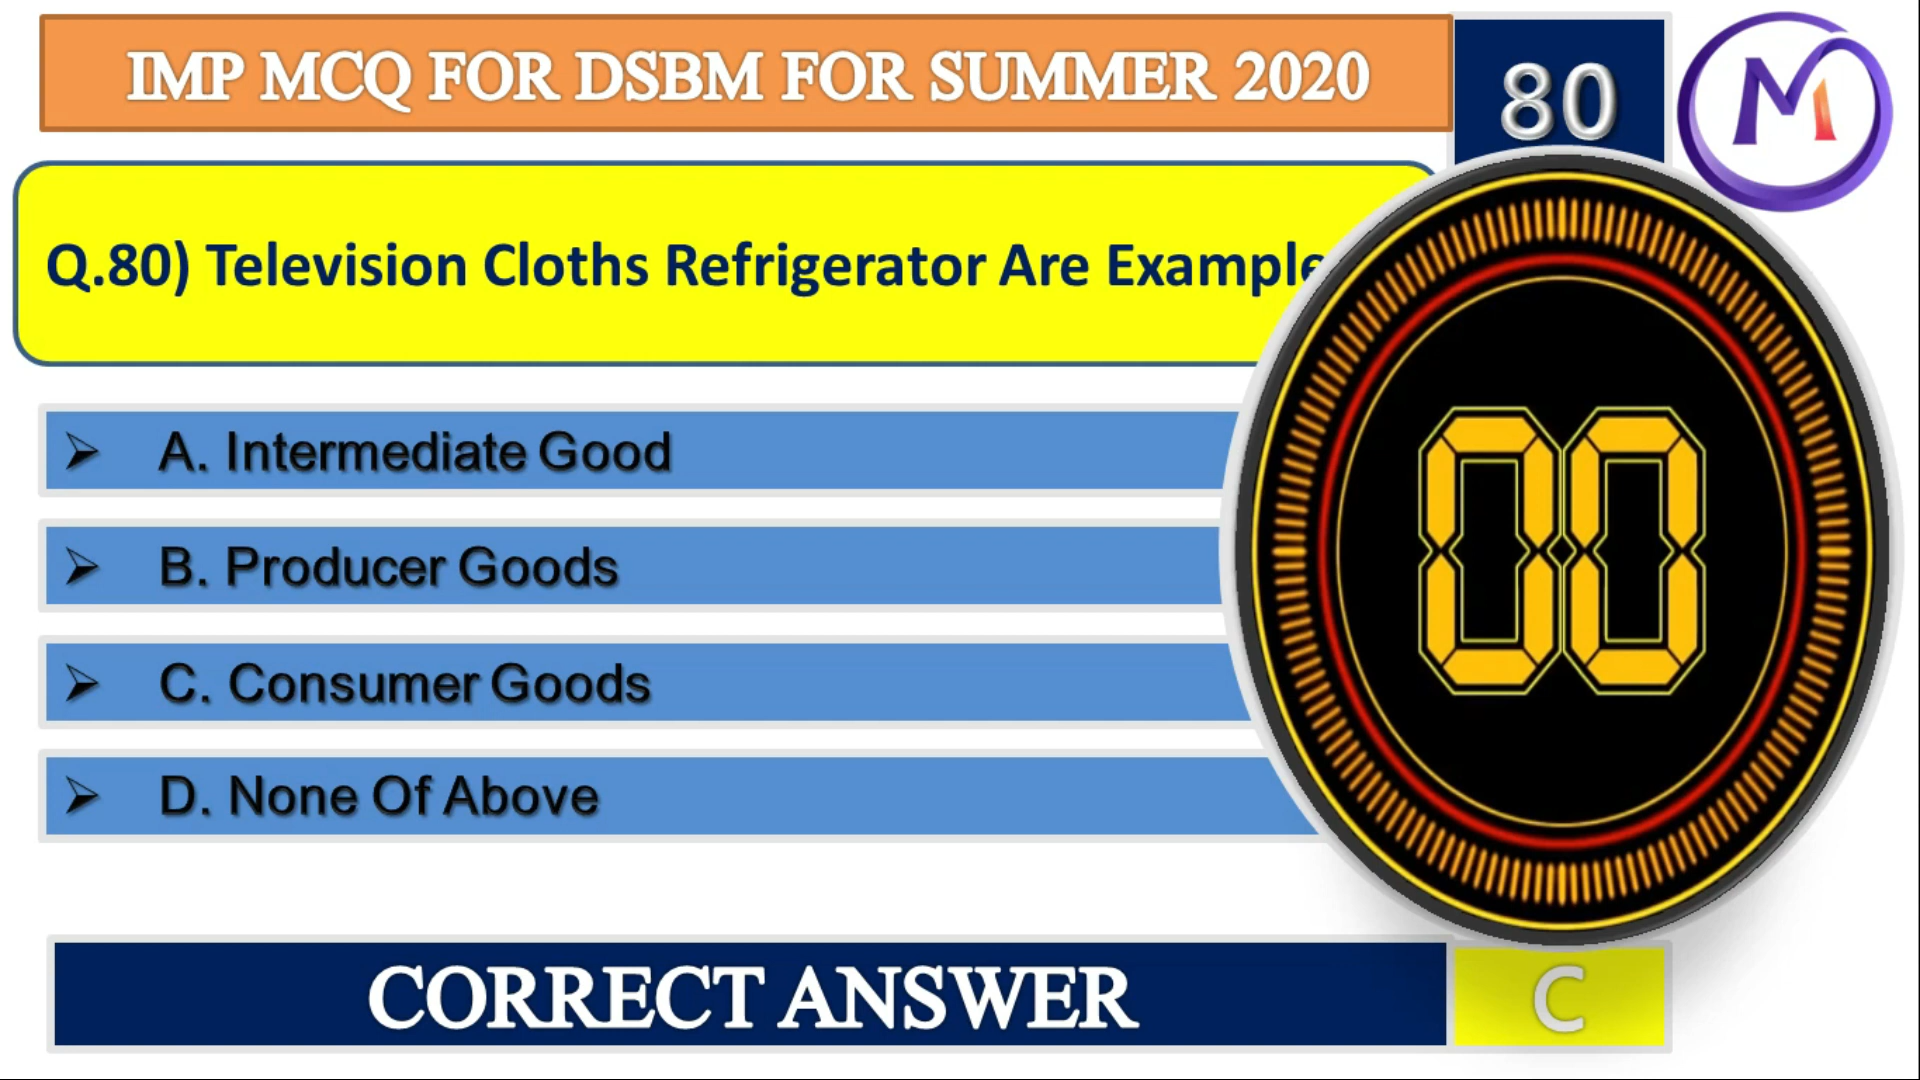 IMP MCQ FOR DSBM FOR SUMMER 2020
80
M
Q.80) Television Cloths Refrigerator Are Example
A. Intermediate Good
B. Producer Goods
C. Consumer Goods
D. None Of Above
00
CORRECT ANSWER
C